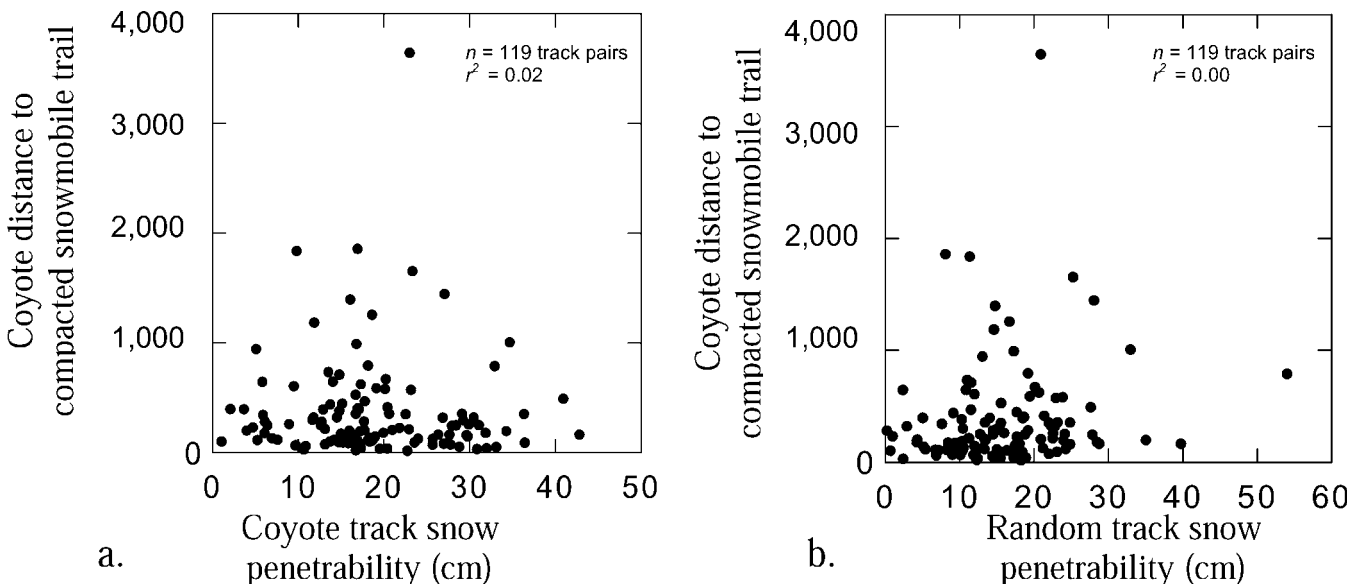 Coyote distance to
compacted snowmobile trail
4,000
3,000
2,000
1,000
0
n = 119 track pairs
r² = 0.02
0 10 20 30 40 50
Coyote track snow
penetrability (cm)
a.
Coyote distance to
compacted snowmobile trail
4,000
3,000
2,000
1,000
0
n = 119 track pairs
r² = 0.00
0 10 20 30 40 50 60
Random track snow
penetrability (cm)
b.